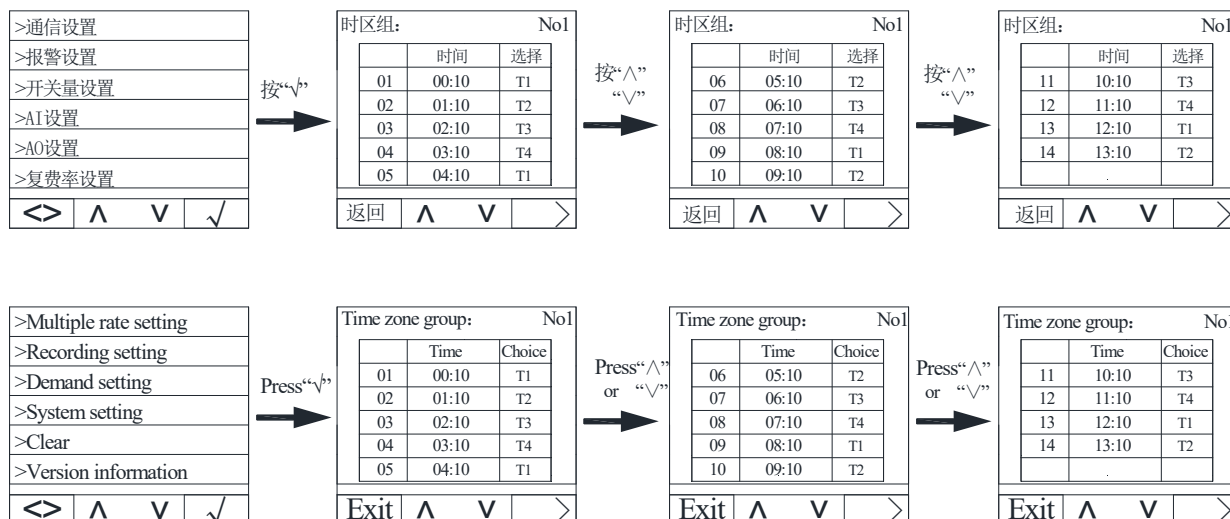 >通信设置
>报警设置
>开关量设置
>AI设置
>AO设置
>复费率设置
<> ∧ ∨ √
按“√”
时区组： No1
时间 选择
01 00:10 T1
02 01:10 T2
03 02:10 T3
04 03:10 T4
05 04:10 T1
返回 ∧ ∨ >
按“∧”
“∨”
时区组： No1
时间 选择
06 05:10 T2
07 06:10 T3
08 07:10 T4
09 08:10 T1
10 09:10 T2
返回 ∧ ∨ >
按“∧”
“∨”
时区组： No1
时间 选择
11 10:10 T3
12 11:10 T4
13 12:10 T1
14 13:10 T2
返回 ∧ ∨ >
>Multiple rate setting
>Recording setting
>Demand setting
>System setting
>Clear
>Version information
<> ∧ ∨ √
Press“√”
Time zone group： No1
Time Choice
01 00:10 T1
02 01:10 T2
03 02:10 T3
04 03:10 T4
05 04:10 T1
Exit ∧ ∨ >
Press“∧”
or “∨”
Time zone group： No1
Time Choice
06 05:10 T2
07 06:10 T3
08 07:10 T4
09 08:10 T1
10 09:10 T2
Exit ∧ ∨ >
Press“∧”
or “∨”
Time zone group： No1
Time Choice
11 10:10 T3
12 11:10 T4
13 12:10 T1
14 13:10 T2
Exit ∧ ∨ >